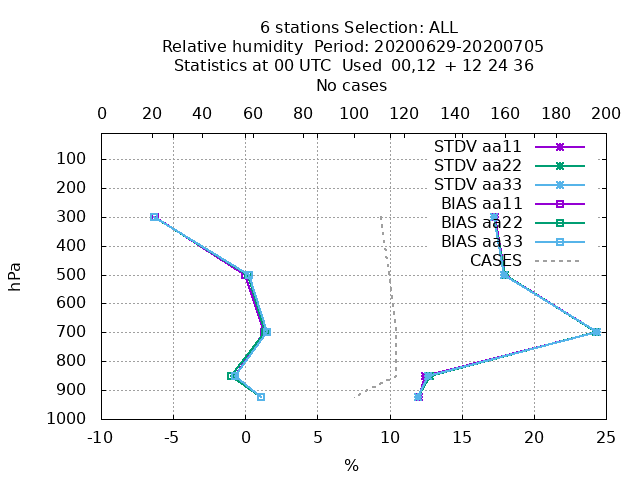 6 stations Selection: ALL
Relative humidity  Period: 20200629-20200705
Statistics at 00 UTC  Used  00,12  + 12 24 36
No cases
0 20 40 60 80 100 120 140 160 180 200
STDV aa11
STDV aa22
STDV aa33
BIAS aa11
BIAS aa22
BIAS aa33
CASES
hPa
100
200
300
400
500
600
700
800
900
1000
-10 -5 0 5 10 15 20 25
%